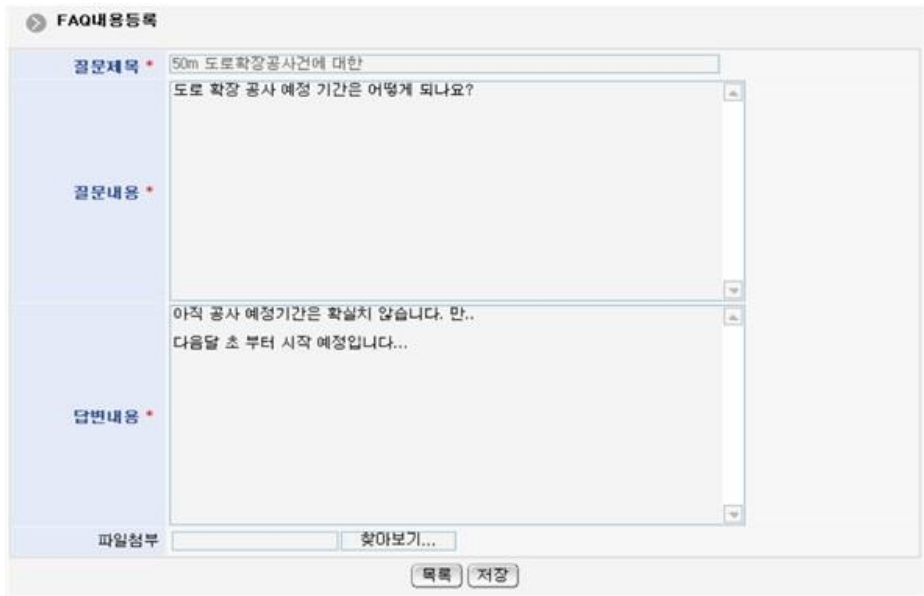 FAQ내용등록
질문제목 * 50m 도로확장공사건에 대한
질문내용 * 도로 확장 공사 예정 기간은 어떻게 되나요?
답변내용 * 아직 공사 예정기간은 확실치 않습니다. 만..
다음달 초 부터 시작 예정입니다...
파일첨부 찾아보기...
목록 저장